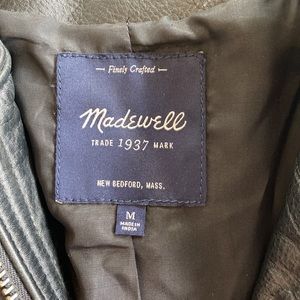 — Finely Crafted —
Madewell
TRADE 1937 MARK
NEW BEDFORD, MASS.
M
MADE IN
INDIA